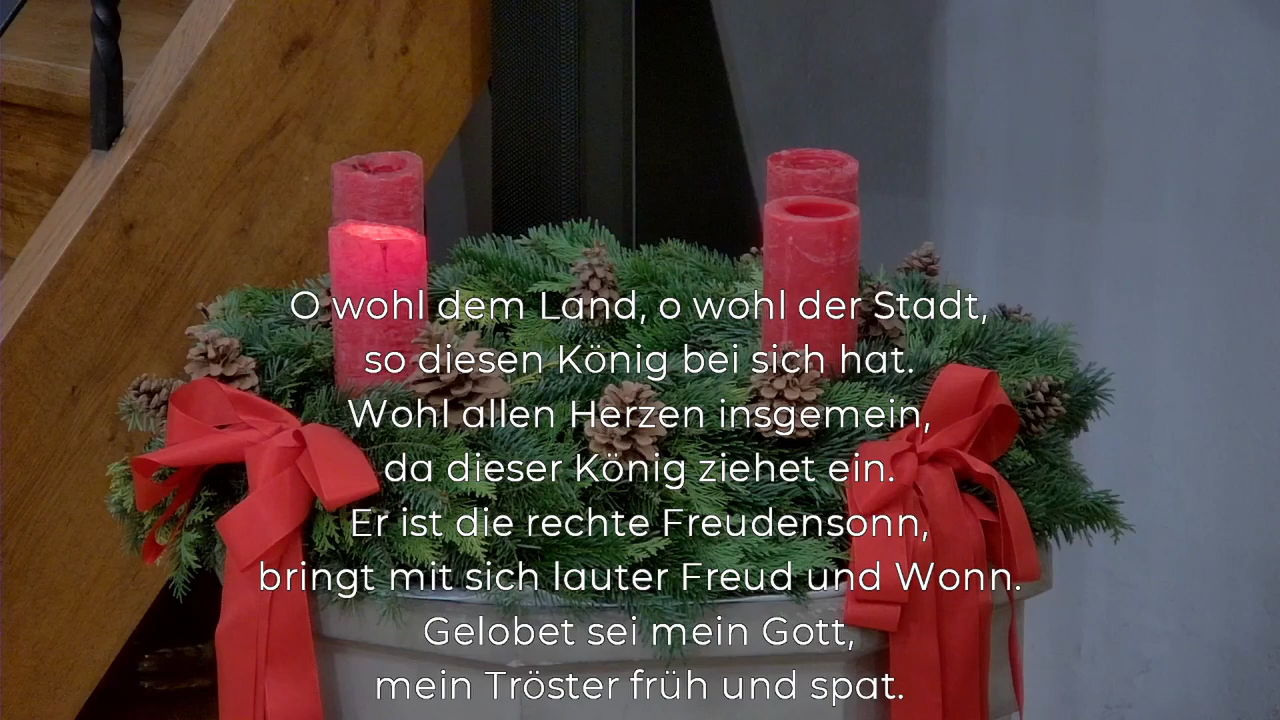 O wohl dem Land, o wohl der Stadt,
so diesen König bei sich hat.
Wohl allen Herzen insgemein,
da dieser König ziehet ein.
Er ist die rechte Freudensonn,
bringt mit sich lauter Freud und Wonn.
Gelobet sei mein Gott,
mein Tröster früh und spat.